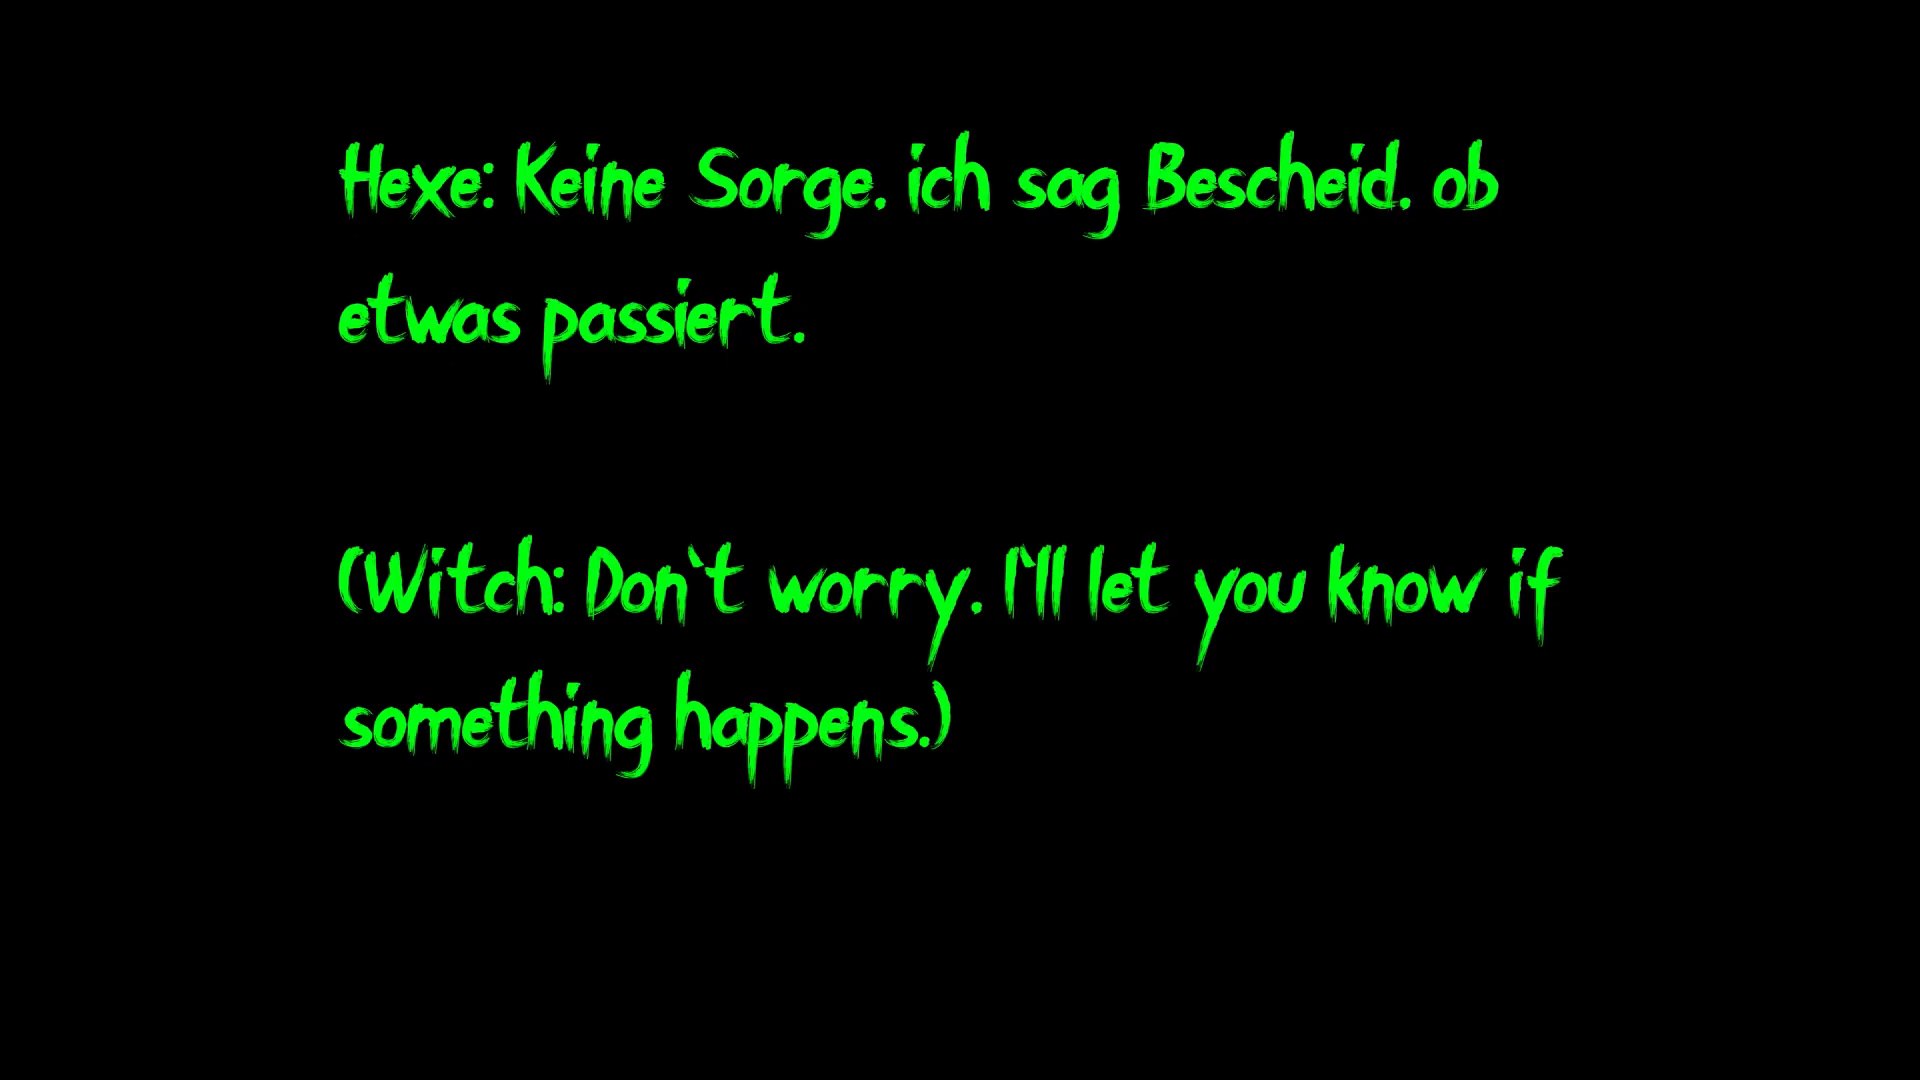 Hexe: Keine Sorge. ich sag Bescheid. ob
etwas passiert.
(Witch: Don`t worry. I`ll let you know if
something happens.)